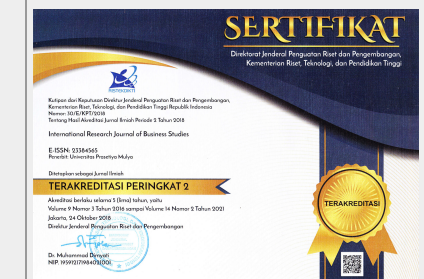 SERTIFIKAT
Direktorat Jenderal Penguatan Riset dan Pengembangan,
Kementerian Riset, Teknologi, dan Pendidikan Tinggi
RISTEKDIKTI
Kutipan dari Keputusan Direktur Jenderal Penguatan Riset dan Pengembangan,
Kementerian Riset, Teknologi, dan Pendidikan Tinggi Republik Indonesia
Nomor: 30/E/KPT/2018
Tentang Hasil Akreditasi Jurnal Ilmiah Periode 2 Tahun 2018
International Research Journal of Business Studies
E-ISSN: 23384565
Penerbit: Universitas Prasetiya Mulya
Ditetapkan sebagai Jurnal Ilmiah
TERAKREDITASI PERINGKAT 2
Akreditasi berlaku selama 5 (lima) tahun, yaitu
Volume 9 Nomor 3 Tahun 2016 sampai Volume 14 Nomor 2 Tahun 2021
Jakarta, 24 Oktober 2018
Direktur Jenderal Penguatan Riset dan Pengembangan
Dr. Muhammad Dimyati
NIP. 195912171984021001
TERAKREDITASI